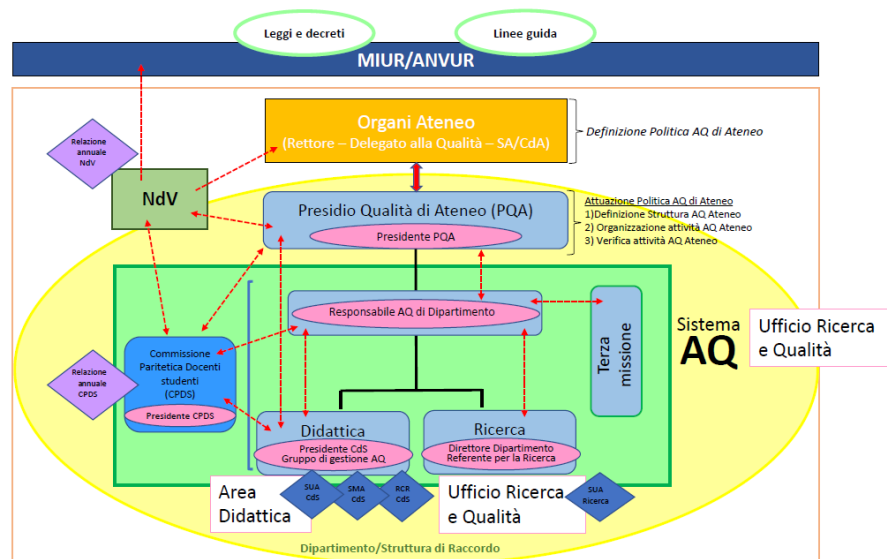 Leggi e decreti
Linee guida
MIUR/ANVUR
Organi Ateneo
(Rettore – Delegato alla Qualità – SA/CdA)
Definizione Politica AQ di Ateneo
Relazione
annuale
NdV
NdV
Presidio Qualità di Ateneo (PQA)
Presidente PQA
Attuazione Politica AQ di Ateneo
1)Definizione Struttura AQ Ateneo
2) Organizzazione attività AQ Ateneo
3) Verifica attività AQ Ateneo
Responsabile AQ di Dipartimento
Terza
missione
Sistema
AQ
Ufficio Ricerca
e Qualità
Commissione
Paritetica Docenti
studenti
(CPDS)
Presidente CPDS
Relazione
annuale
CPDS
Didattica
Presidente CdS
Gruppo di gestione AQ
Ricerca
Direttore Dipartimento
Referente per la Ricerca
Area
Didattica
SUA
CdS
SMA
CdS
RCR
CdS
Ufficio Ricerca
e Qualità
SUA
Ricerca
Dipartimento/Struttura di Raccordo